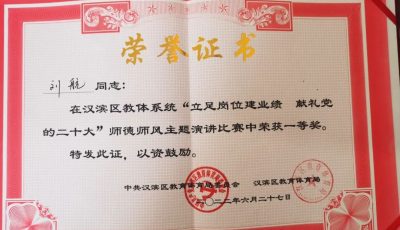 荣誉证书
刘航 同志：
在汉滨区教体系统“立足岗位建业绩 献礼党
的二十大”师德师风主题演讲比赛中荣获一等奖。
特发此证，以资鼓励。
中共汉滨区教育体育局委员会 汉滨区教育体育局
二〇二二年六月二十七日